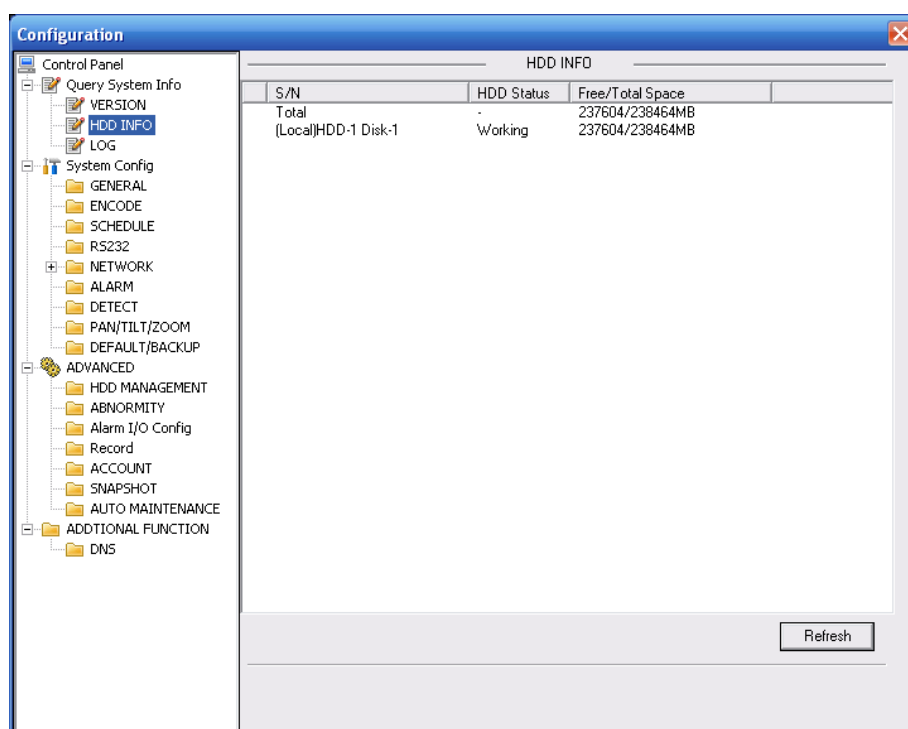 Configuration
Control Panel
Query System Info
VERSION
HDD INFO
LOG
System Config
GENERAL
ENCODE
SCHEDULE
RS232
NETWORK
ALARM
DETECT
PAN/TILT/ZOOM
DEFAULT/BACKUP
ADVANCED
HDD MANAGEMENT
ABNORMITY
Alarm I/O Config
Record
ACCOUNT
SNAPSHOT
AUTO MAINTENANCE
ADDTIONAL FUNCTION
DNS
HDD INFO
S/N HDD Status Free/Total Space
Total - 237604/238464MB
(Local)HDD-1 Disk-1 Working 237604/238464MB
Refresh